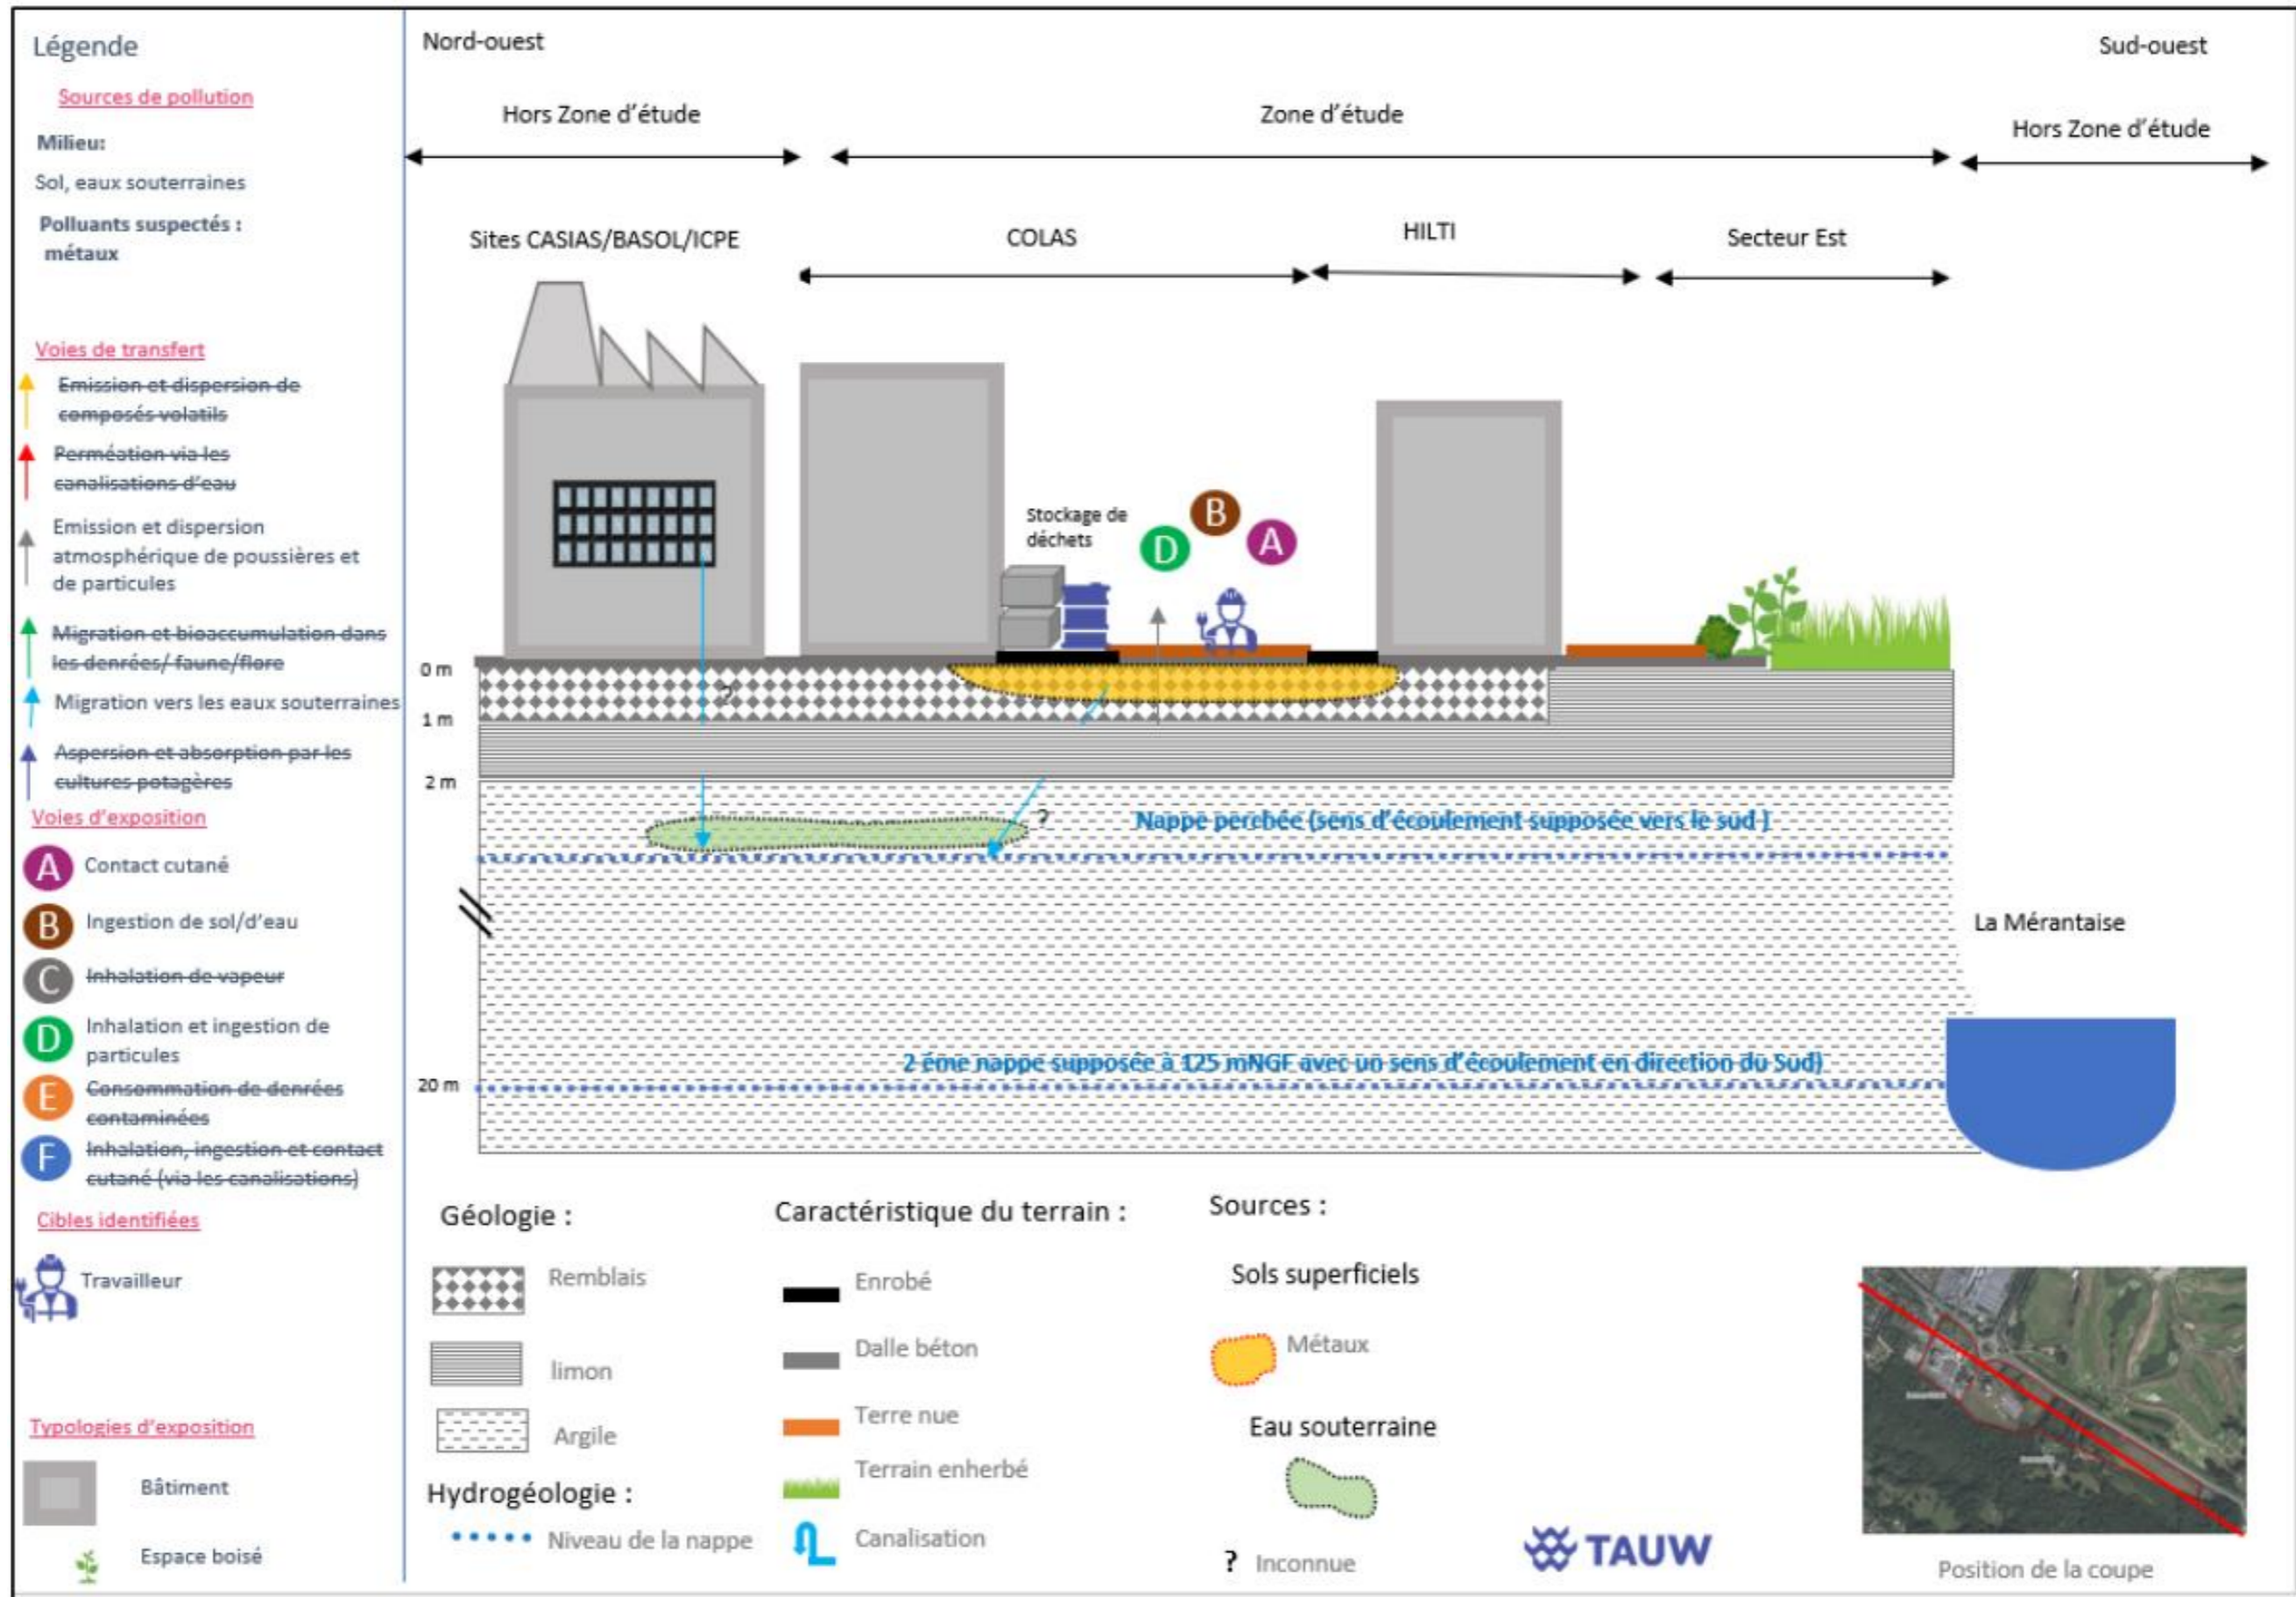 Légende
Sources de pollution
Milieu:
Sol, eaux souterraines
Polluants suspectés :
métaux
Voies de transfert
Emission et dispersion de
composés volatils
Perméation via les
canalisations d'eau
Emission et dispersion
atmosphérique de poussières et
de particules
Migration et bioaccumulation dans
les denrées/ faune/flore
Migration vers les eaux souterraines
Aspersion et absorption par les
cultures potagères
Voies d'exposition
A Contact cutané
B Ingestion de sol/d'eau
C Inhalation de vapeur
D Inhalation et ingestion de
particules
E Consommation de denrées
contaminées
F Inhalation, ingestion et contact
cutané (via les canalisations)
Cibles identifiées
Travailleur
Typologies d'exposition
Bâtiment
Espace boisé
Nord-ouest
Sud-ouest
Hors Zone d'étude
Zone d'étude
Hors Zone d'étude
Sites CASIAS/BASOL/ICPE
COLAS
HILTI
Secteur Est
Stockage de
déchets
D
B
A
0 m
?
1 m
2 m
?
Nappe perchée (sens d'écoulement supposée vers le sud )
La Mérantaise
2 éme nappe supposée à 125 mNGF avec un sens d'écoulement en direction du Sud)
20 m
Géologie :
Remblais
limon
Argile
Hydrogéologie :
Niveau de la nappe
Caractéristique du terrain :
Enrobé
Dalle béton
Terre nue
Terrain enherbé
Canalisation
Sources :
Sols superficiels
Métaux
Eau souterraine
? Inconnue
TAUW
Position de la coupe